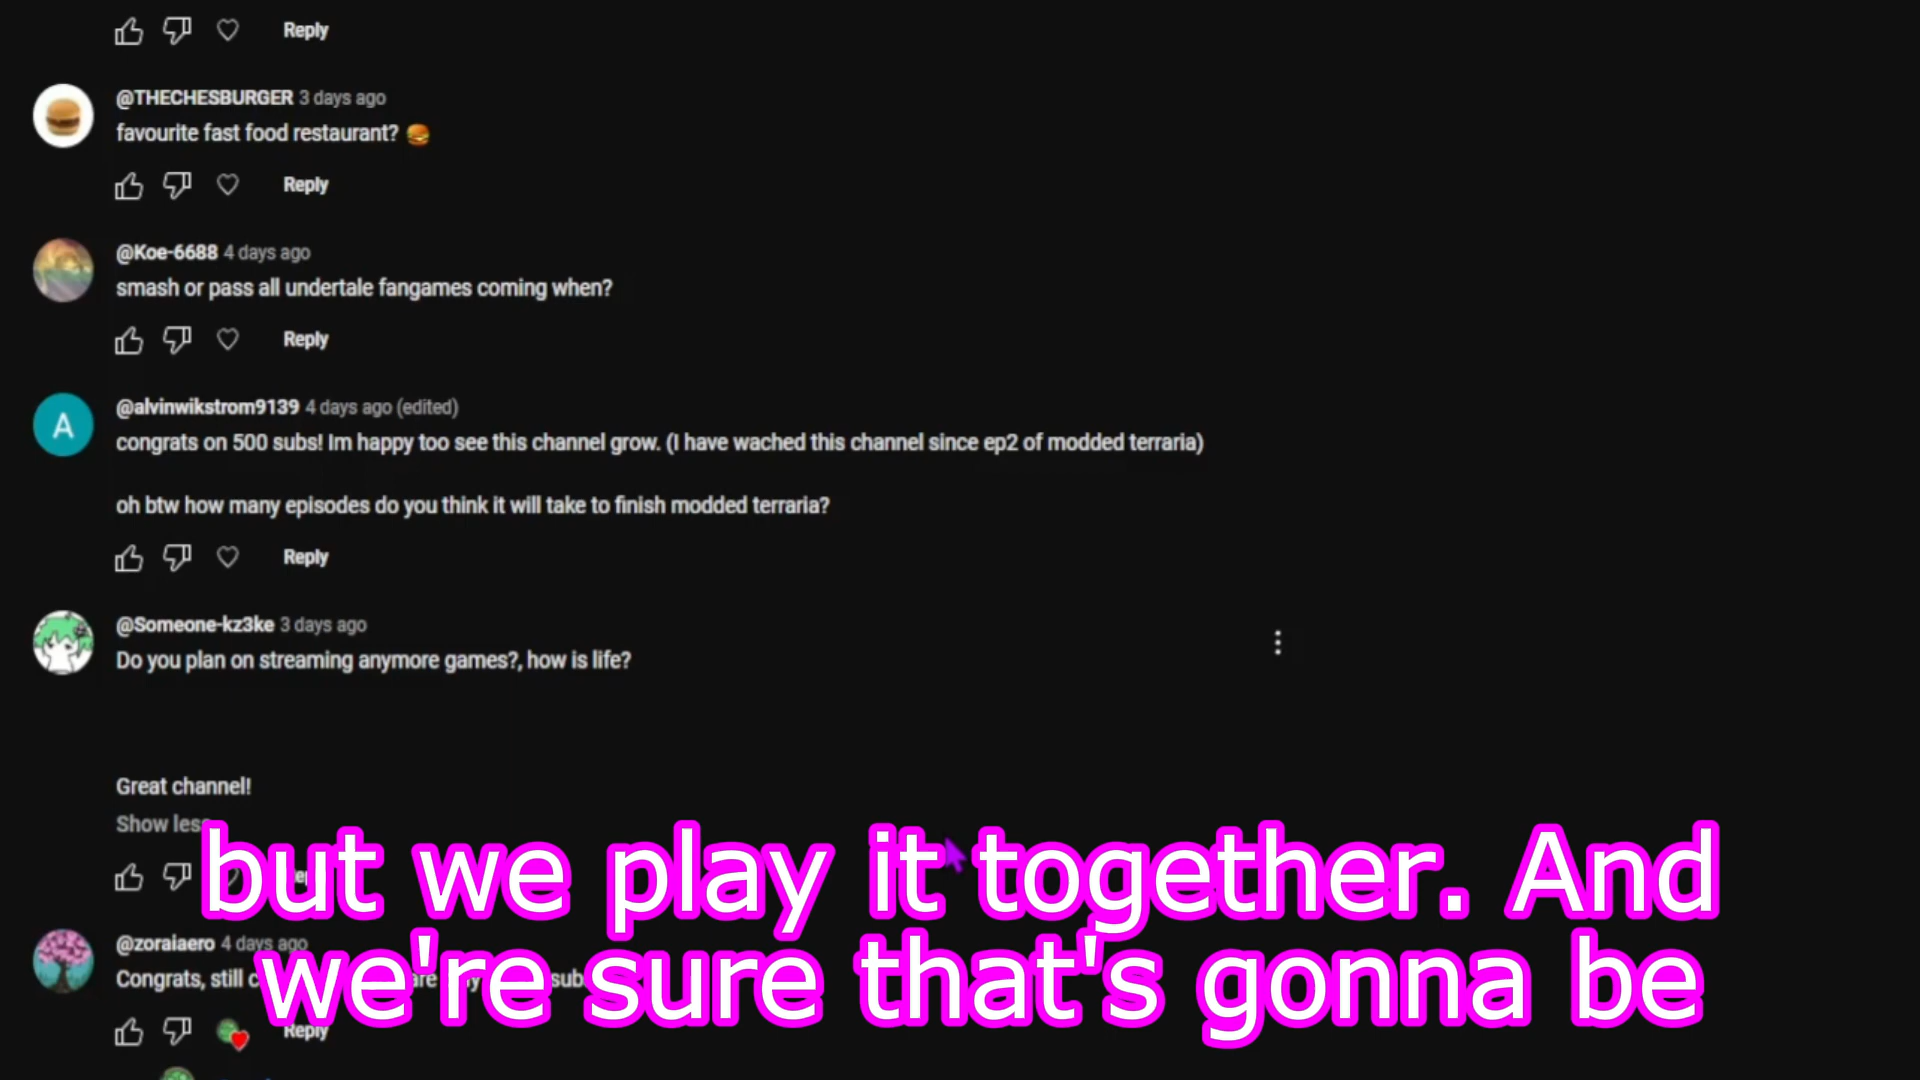 Reply
@THECHESBURGER 3 days ago
favourite fast food restaurant? 🍔
Reply
@Koe-6688 4 days ago
smash or pass all undertale fangames coming when?
Reply
A
@alvinwikstrom9139 4 days ago (edited)
congrats on 500 subs! Im happy too see this channel grow. (I have wached this channel since ep2 of modded terraria)
oh btw how many episodes do you think it will take to finish modded terraria?
Reply
@Someone-kz3ke 3 days ago
Do you plan on streaming anymore games?, how is life?
Great channel!
Show less
but we play it together. And
we're sure that's gonna be
@zoraiaero 4 days ago
Congrats, still
Reply